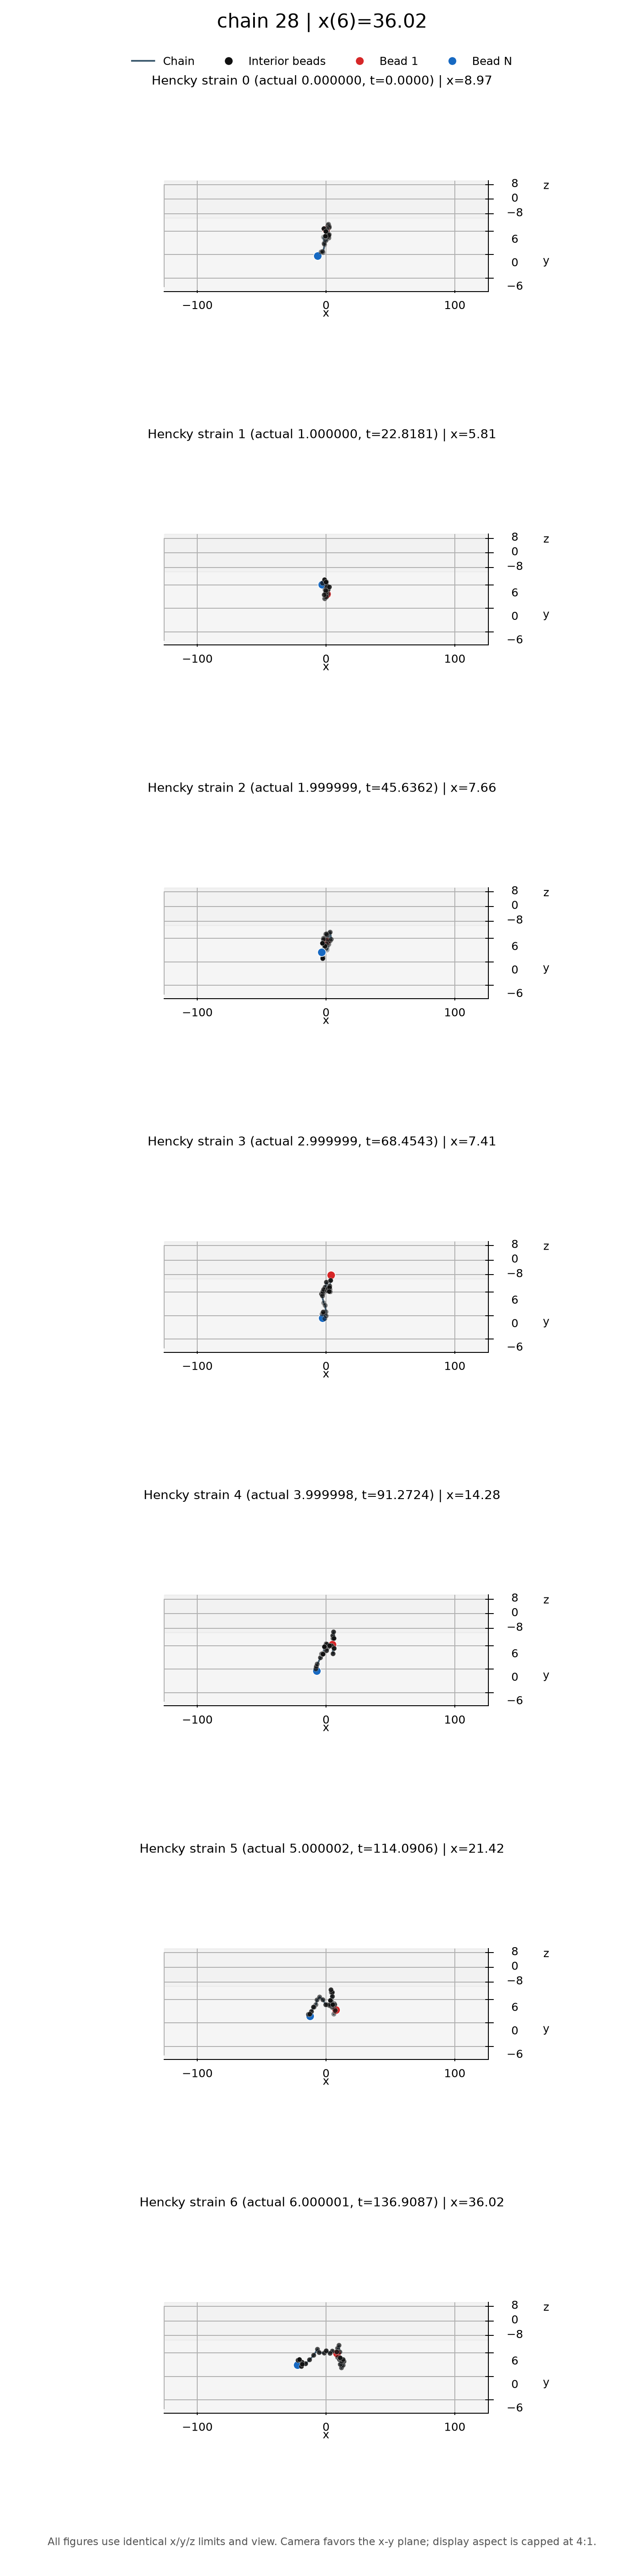 chain 28 | x(6)=36.02
Chain Interior beads Bead 1 Bead N
Hencky strain 0 (actual 0.000000, t=0.0000) | x=8.97
8 z
0
−8
6
0 y
−6
−100 0 100
x
Hencky strain 1 (actual 1.000000, t=22.8181) | x=5.81
8 z
0
−8
6
0 y
−6
−100 0 100
x
Hencky strain 2 (actual 1.999999, t=45.6362) | x=7.66
8 z
0
−8
6
0 y
−6
−100 0 100
x
Hencky strain 3 (actual 2.999999, t=68.4543) | x=7.41
8 z
0
−8
6
0 y
−6
−100 0 100
x
Hencky strain 4 (actual 3.999998, t=91.2724) | x=14.28
8 z
0
−8
6
0 y
−6
−100 0 100
x
Hencky strain 5 (actual 5.000002, t=114.0906) | x=21.42
8 z
0
−8
6
0 y
−6
−100 0 100
x
Hencky strain 6 (actual 6.000001, t=136.9087) | x=36.02
8 z
0
−8
6
0 y
−6
−100 0 100
x
All figures use identical x/y/z limits and view. Camera favors the x-y plane; display aspect is capped at 4:1.